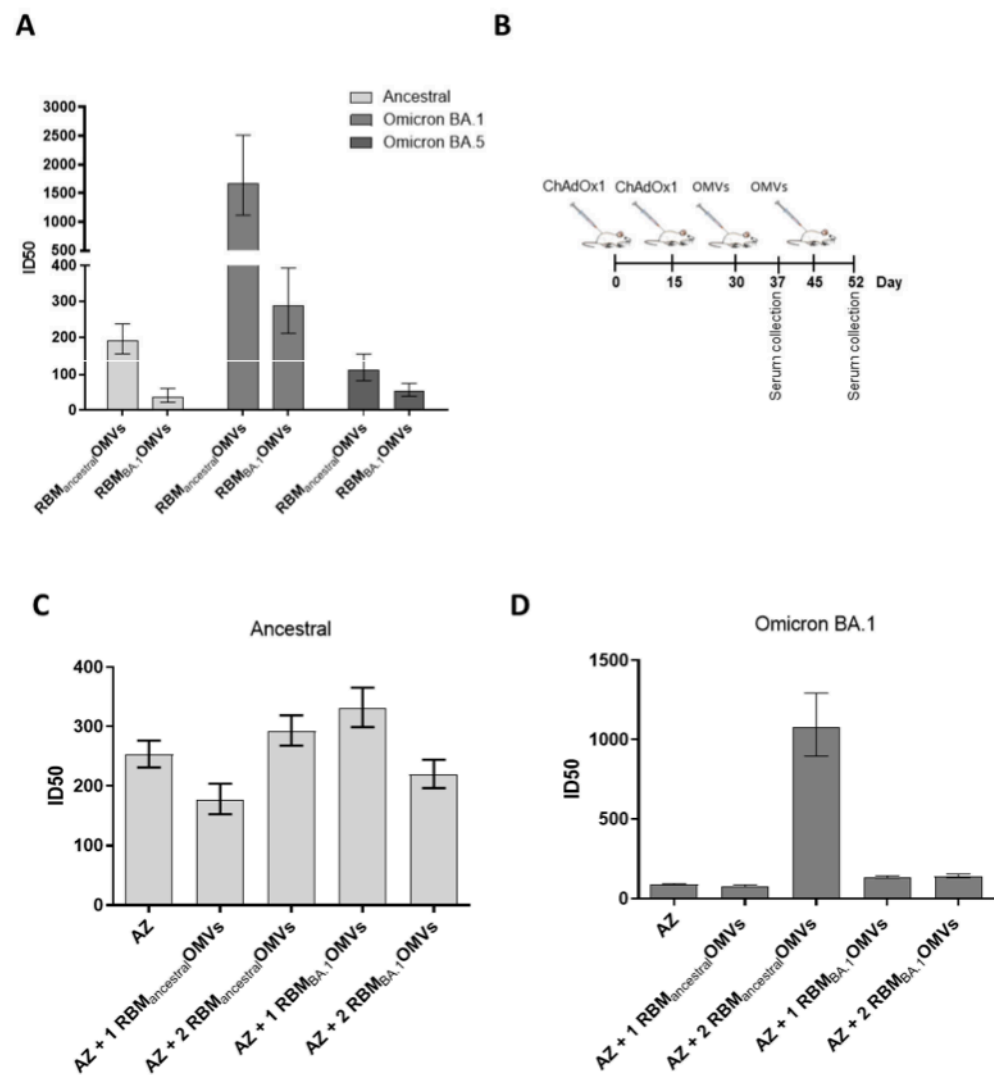 A
Ancestral
Omicron BA.1
Omicron BA.5
3000
2500
2000
1500
1000
500
400
300
200
100
0
ID50
RBMancestralOMVs
RBMBA.1OMVs
RBMancestralOMVs
RBMBA.1OMVs
RBMancestralOMVs
RBMBA.1OMVs
B
ChAdOx1 ChAdOx1 OMVs OMVs
0 15 30 37 45 52 Day
Serum collection
Serum collection
C
Ancestral
400
300
200
100
0
ID50
AZ
AZ + 1 RBMancestralOMVs
AZ + 2 RBMancestralOMVs
AZ + 1 RBMBA.1OMVs
AZ + 2 RBMBA.1OMVs
D
Omicron BA.1
1500
1000
500
0
ID50
AZ
AZ + 1 RBMancestralOMVs
AZ + 2 RBMancestralOMVs
AZ + 1 RBMBA.1OMVs
AZ + 2 RBMBA.1OMVs